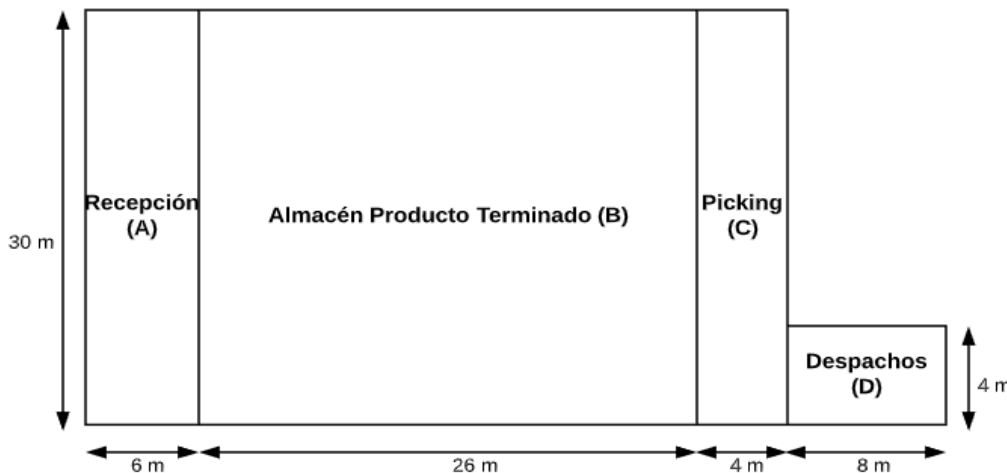 Recepción
(A)
Almacén Producto Terminado (B)
Picking
(C)
30 m
Despachos
(D)
4 m
6 m
26 m
4 m
8 m